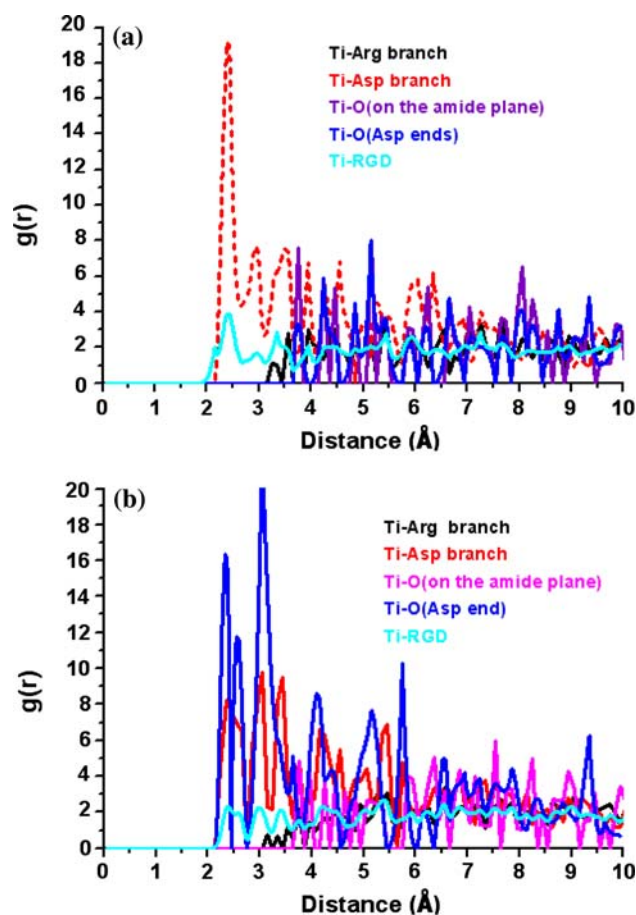 (a)
Ti-Arg branch
Ti-Asp branch
Ti-O(on the amide plane)
Ti-O(Asp ends)
Ti-RGD
g(r)
20
18
16
14
12
10
8
6
4
2
0
0 1 2 3 4 5 6 7 8 9 10
Distance (Å)
(b)
Ti-Arg branch
Ti-Asp branch
Ti-O(on the amide plane)
Ti-O(Asp end)
Ti-RGD
g(r)
20
18
16
14
12
10
8
6
4
2
0
0 1 2 3 4 5 6 7 8 9 10
Distance (Å)